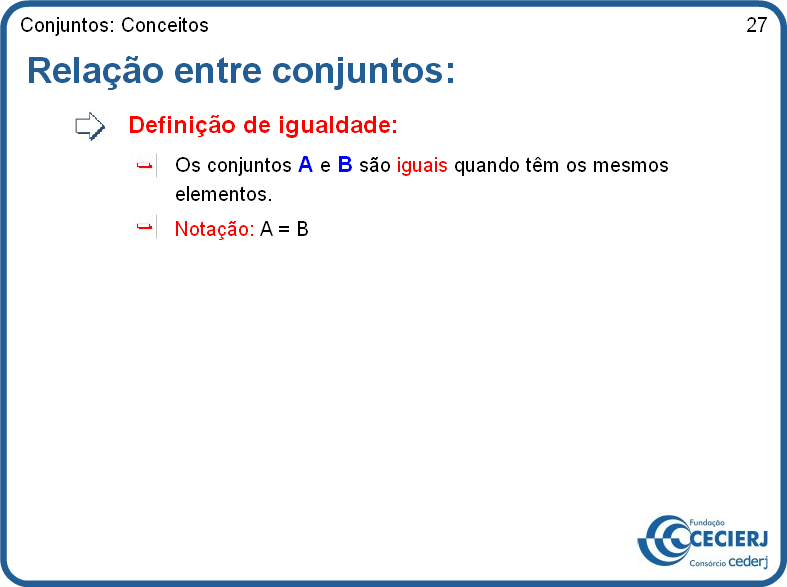 Conjuntos: Conceitos
27
Relação entre conjuntos:
Definição de igualdade:
Os conjuntos A e B são iguais quando têm os mesmos
elementos.
Notação: A = B
Fundação
CECIERJ
Consórcio cederj